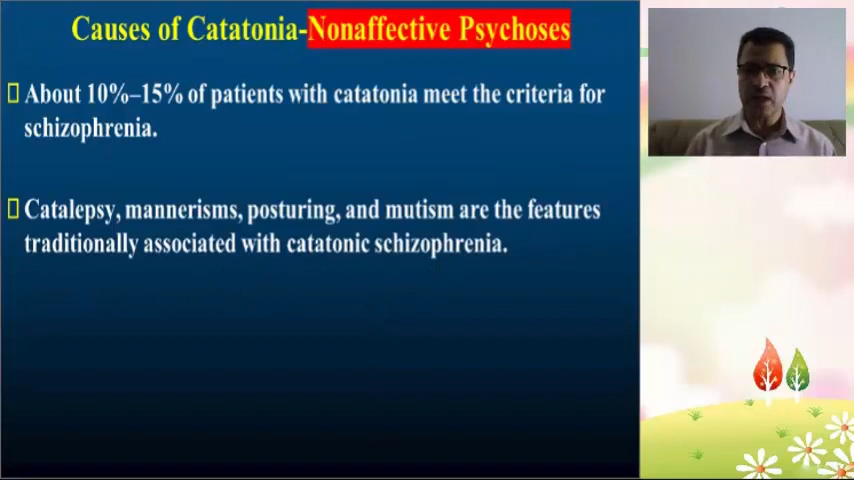 Causes of Catatonia-Nonaffective Psychoses
About 10%–15% of patients with catatonia meet the criteria for
schizophrenia.
Catalepsy, mannerisms, posturing, and mutism are the features
traditionally associated with catatonic schizophrenia.